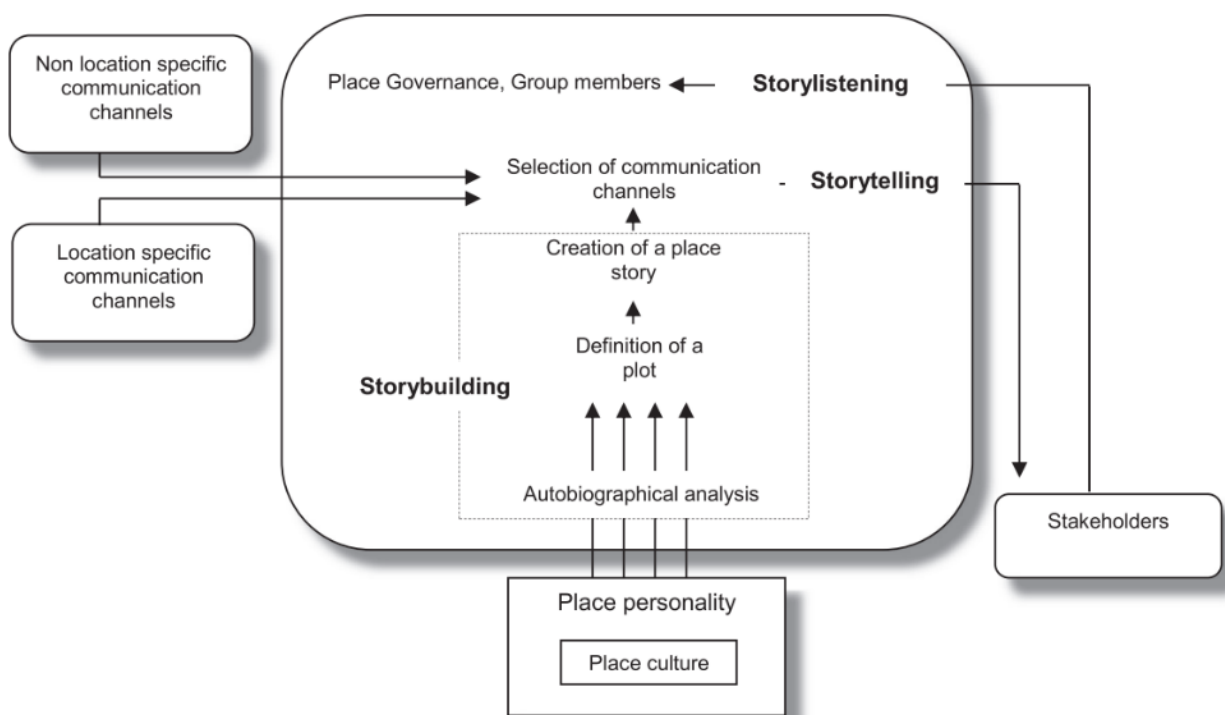 Non location specific
communication
channels
Location specific
communication
channels
Place Governance, Group members
Storylistening
Selection of communication
channels
-
Storytelling
Creation of a place
story
Definition of a
plot
Storybuilding
Autobiographical analysis
Stakeholders
Place personality
Place culture